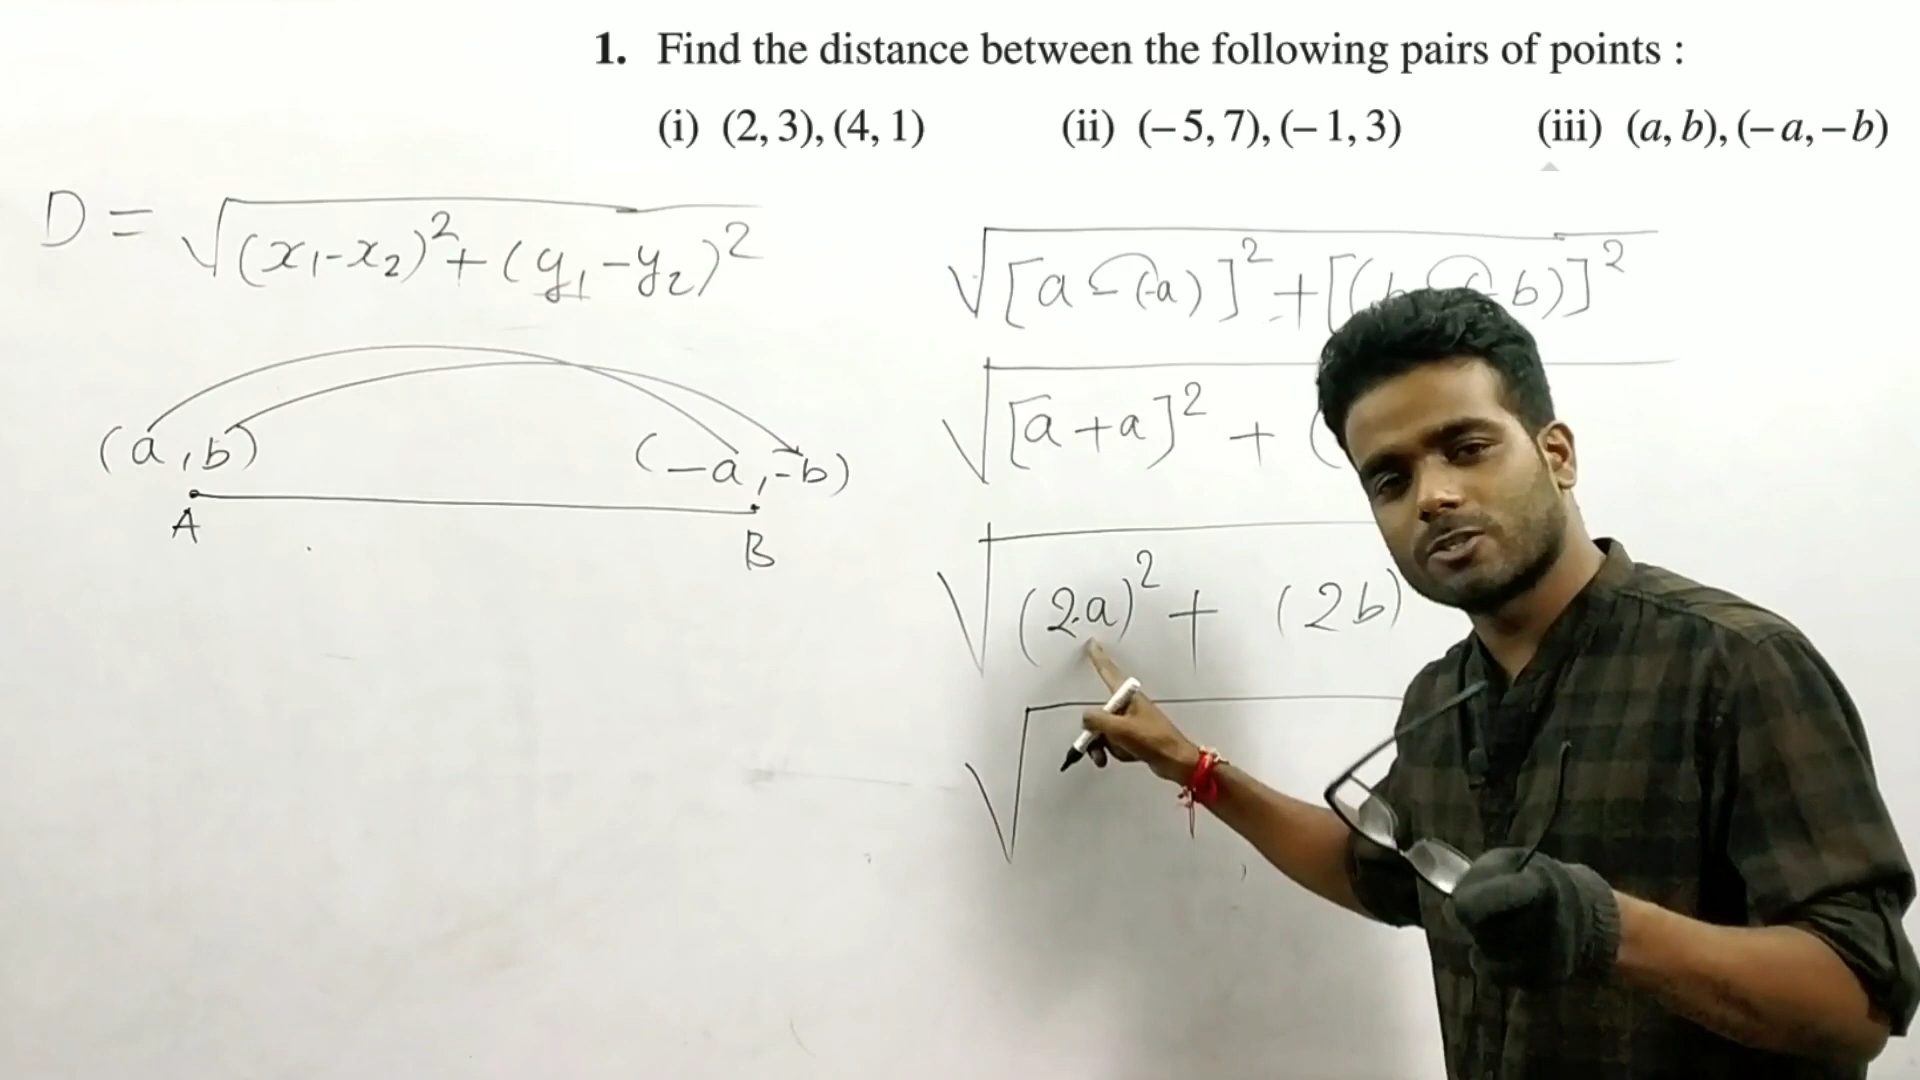 1. Find the distance between the following pairs of points :
(i) (2, 3), (4, 1) (ii) (– 5, 7), (– 1, 3) (iii) (a, b), (– a, – b)
D = √(x₁-x₂)² + (y₁-y₂)²
(a, b) (-a, -b)
A B
√[a-(-a)]² + [(b-(-b)]²
√[a+a]² + (
√(2a)² + (2b)
√